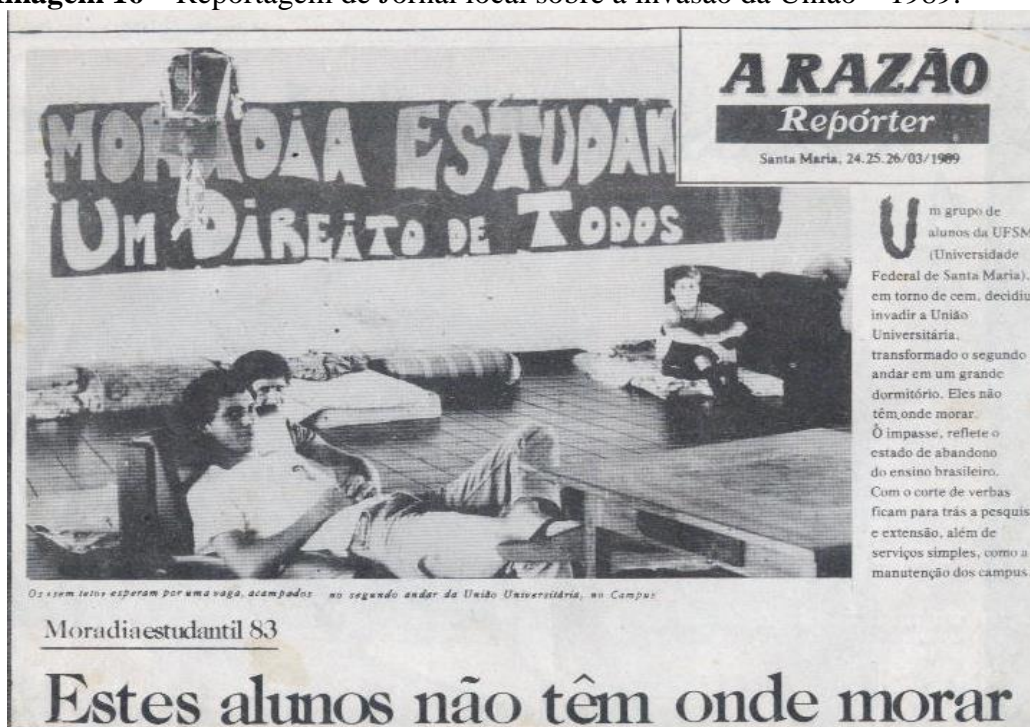 Imagem 16 – Reportagem de Jornal local sobre a invasão da União – 1989.
MORADIA ESTUDAN
UM DIREITO DE TODOS
A RAZÃO
Repórter
Santa Maria, 24.25.26/03/1989
Um grupo de
alunos da UFSM
(Universidade
Federal de Santa Maria),
em torno de cem, decidiu
invadir a União
Universitária,
transformado o segundo
andar em um grande
dormitório. Eles não
têm onde morar.
Ô impasse, reflete o
estado de abandono
do ensino brasileiro.
Com o corte de verbas
ficam para trás a pesquis
e extensão, além de
serviços simples, como a
manutenção dos campus.
Os «sem teto» esperam por uma vaga, acampados no segundo andar da União Universitária, no Campus
Moradia estudantil 83
Estes alunos não têm onde morar